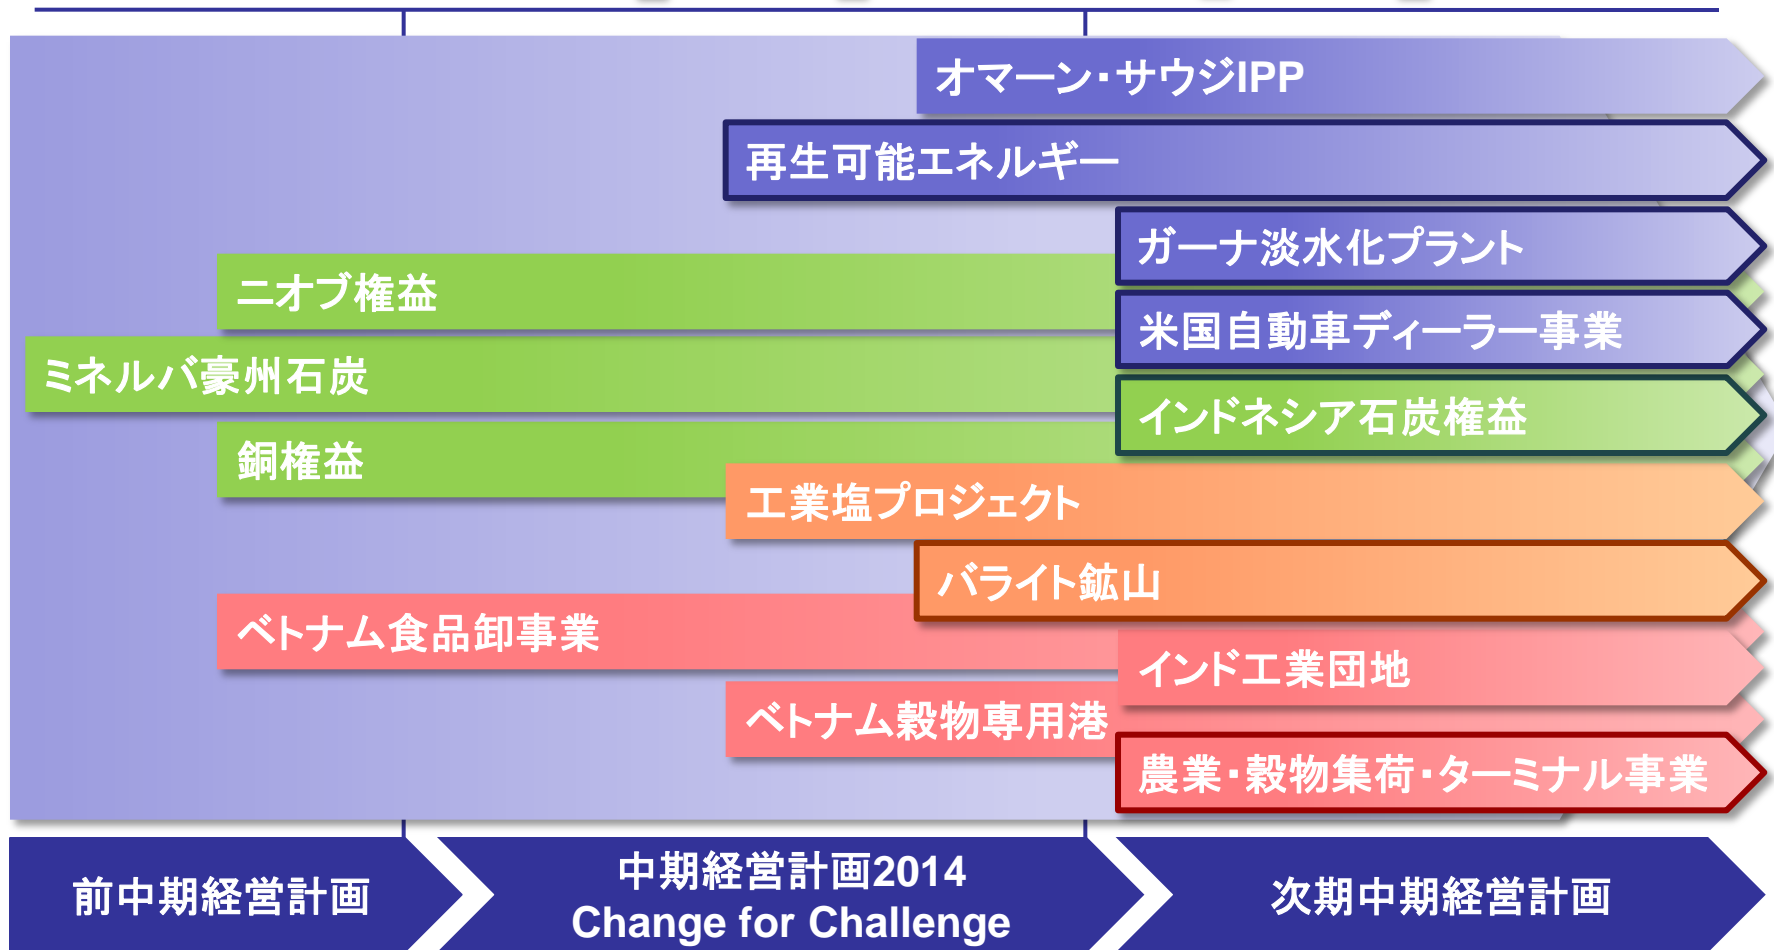 オマーン・サウジIPP
再生可能エネルギー
ガーナ淡水化プラント
ニオブ権益
米国自動車ディーラー事業
ミネルバ豪州石炭
インドネシア石炭権益
銅権益
工業塩プロジェクト
バライト鉱山
ベトナム食品卸事業
インド工業団地
ベトナム穀物専用港
農業・穀物集荷・ターミナル事業
前中期経営計画
中期経営計画2014
Change for Challenge
次期中期経営計画